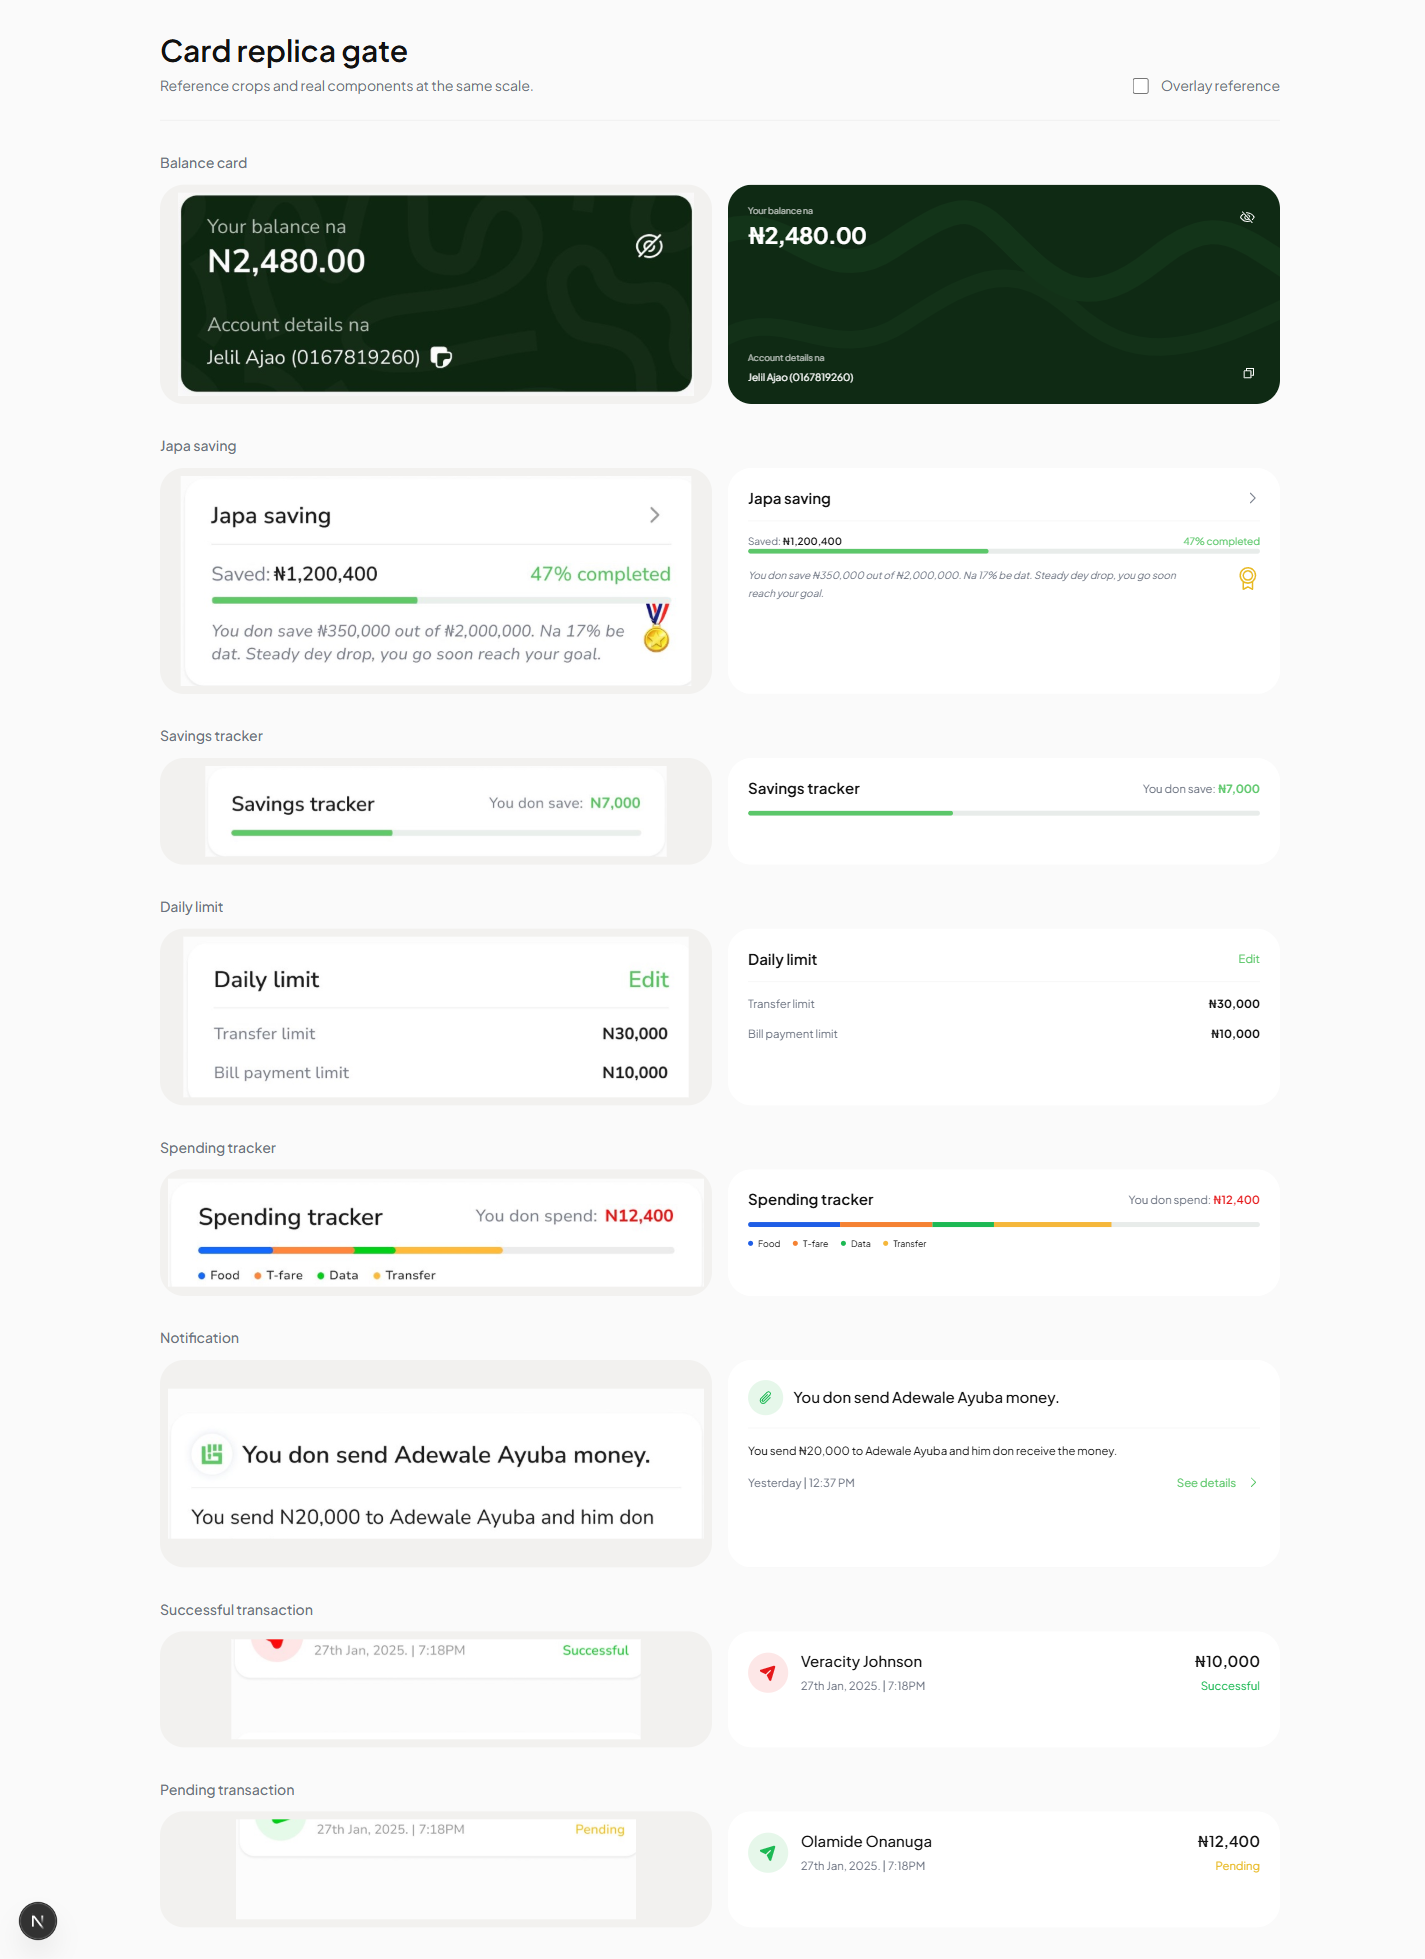 Card replica gate
Reference crops and real components at the same scale.
Overlay reference
Balance card
Your balance na
N2,480.00
Account details na
Jelil Ajao (0167819260)
Your balance na
₦2,480.00
Account details na
Jelil Ajao (0167819260)
Japa saving
Japa saving
Saved: ₦1,200,400
47% completed
You don save ₦350,000 out of ₦2,000,000. Na 17% be
dat. Steady dey drop, you go soon reach your goal.
Japa saving
Saved: ₦1,200,400
47% completed
You don save ₦350,000 out of ₦2,000,000. Na 17% be dat. Steady dey drop, you go soon
reach your goal.
Savings tracker
Savings tracker
You don save: N7,000
Savings tracker
You don save: ₦7,000
Daily limit
Daily limit
Edit
Transfer limit
N30,000
Bill payment limit
N10,000
Daily limit
Edit
Transfer limit
₦30,000
Bill payment limit
₦10,000
Spending tracker
Spending tracker
You don spend: N12,400
Food
T-fare
Data
Transfer
Spending tracker
You don spend: ₦12,400
Food
T-fare
Data
Transfer
Notification
You don send Adewale Ayuba money.
You send N20,000 to Adewale Ayuba and him don
You don send Adewale Ayuba money.
You send ₦20,000 to Adewale Ayuba and him don receive the money.
Yesterday | 12:37 PM
See details
Successful transaction
27th Jan, 2025. | 7:18PM
Successful
Veracity Johnson
₦10,000
27th Jan, 2025. | 7:18PM
Successful
Pending transaction
27th Jan, 2025. | 7:18PM
Pending
Olamide Onanuga
₦12,400
27th Jan, 2025. | 7:18PM
Pending
N